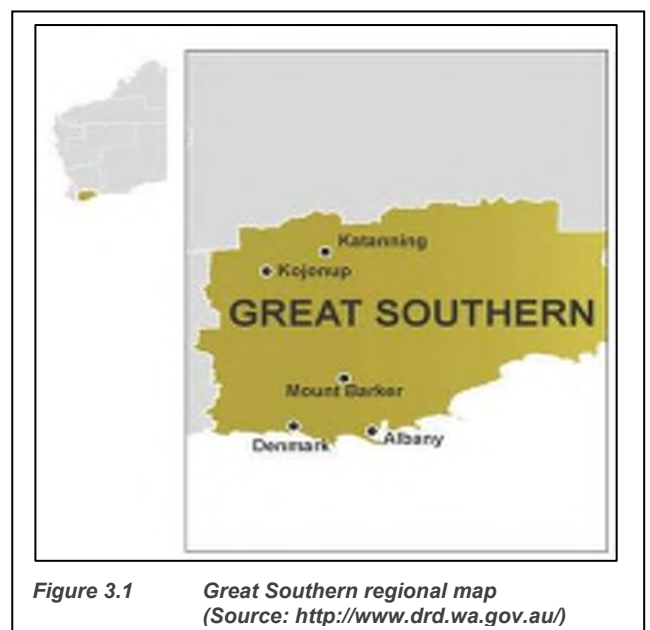 Katanning
Kojonup
GREAT SOUTHERN
Mount Barker
Denmark
Albany
Figure 3.1 Great Southern regional map
(Source: http://www.drd.wa.gov.au/)